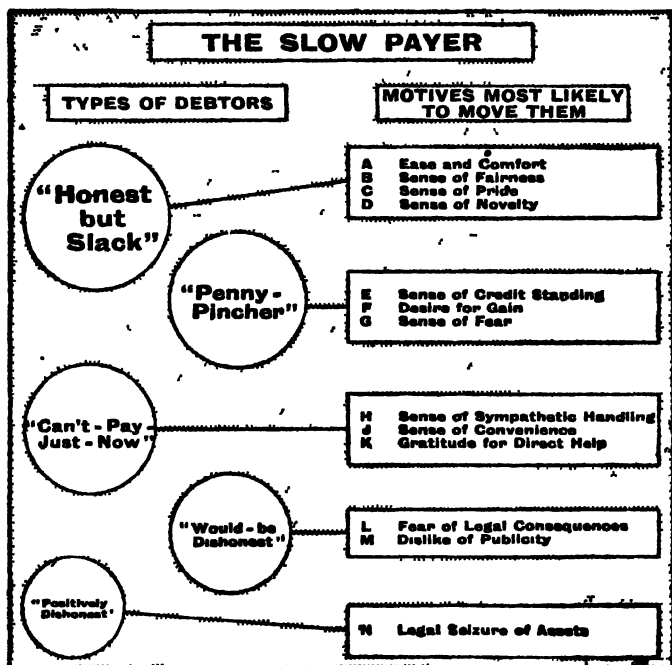 THE SLOW PAYER
TYPES OF DEBTORS
MOTIVES MOST LIKELY
TO MOVE THEM
"Honest
but
Slack"
A Ease and Comfort
B Sense of Fairness
C Sense of Pride
D Sense of Novelty
"Penny-
Pincher"
E Sense of Credit Standing
F Desire for Gain
G Sense of Fear
"Can't-Pay-
Just-Now"
H Sense of Sympathetic Handling
J Sense of Convenience
K Gratitude for Direct Help
"Would-be
Dishonest"
L Fear of Legal Consequences
M Dislike of Publicity
"Positively
Dishonest"
N Legal Seizure of Assets